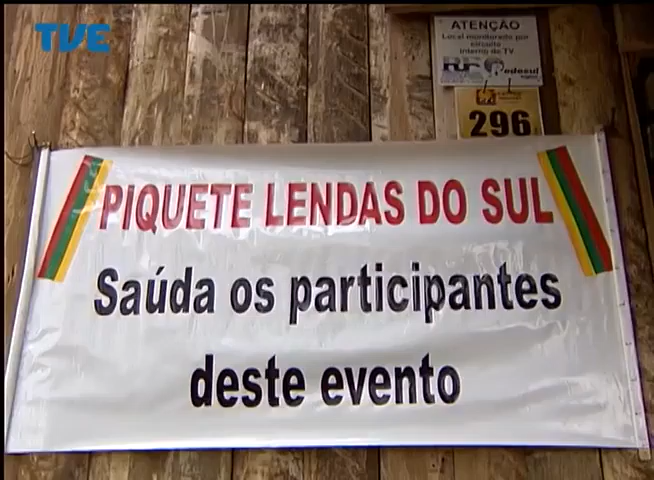 TVE
ATENÇÃO
Local monitorado por
circuito
interno de TV
296
PIQUETE LENDAS DO SUL
Saúda os participantes
deste evento